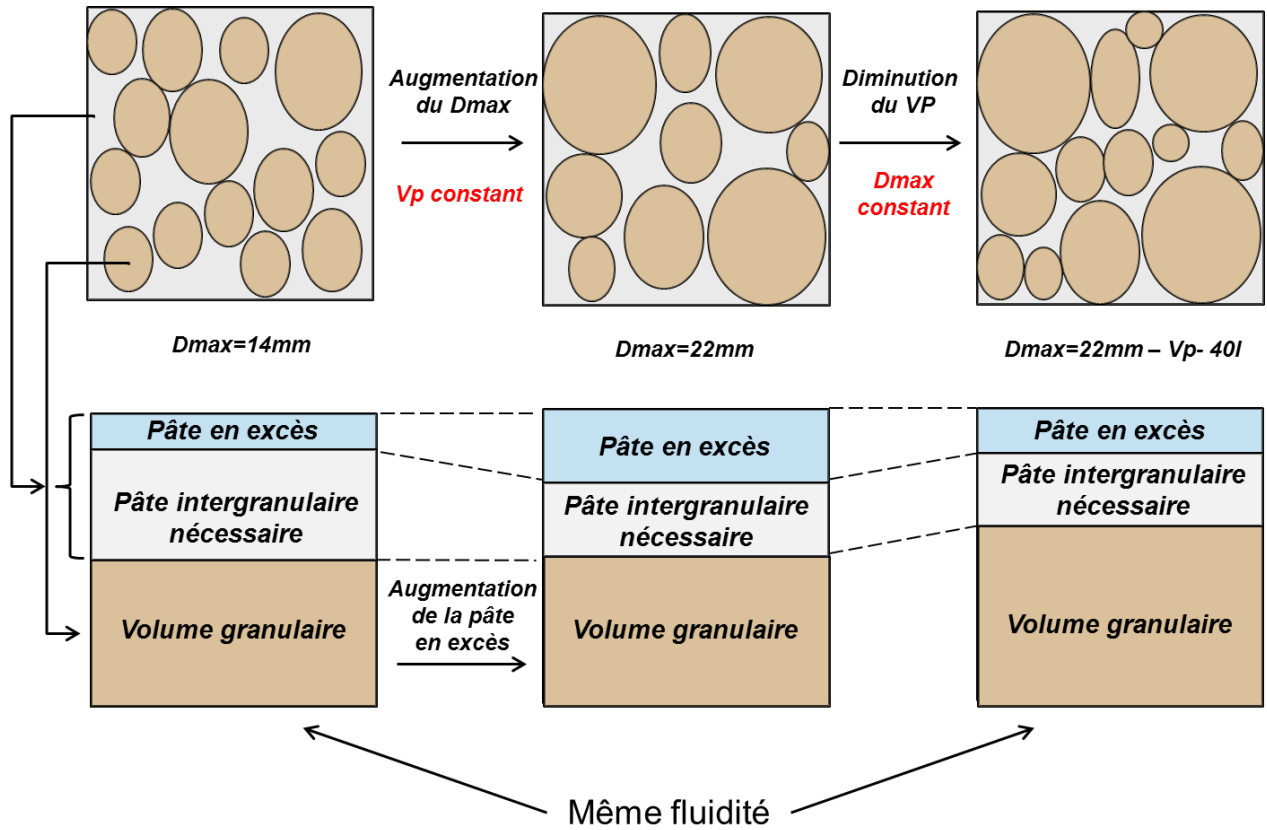 Augmentation
du Dmax
Vp constant
Diminution
du VP
Dmax
constant
Dmax=14mm
Dmax=22mm
Dmax=22mm – Vp- 40l
Pâte en excès
Pâte intergranulaire
nécessaire
Volume granulaire
Augmentation
de la pâte
en excès
Pâte en excès
Pâte intergranulaire
nécessaire
Volume granulaire
Pâte en excès
Pâte intergranulaire
nécessaire
Volume granulaire
Même fluidité